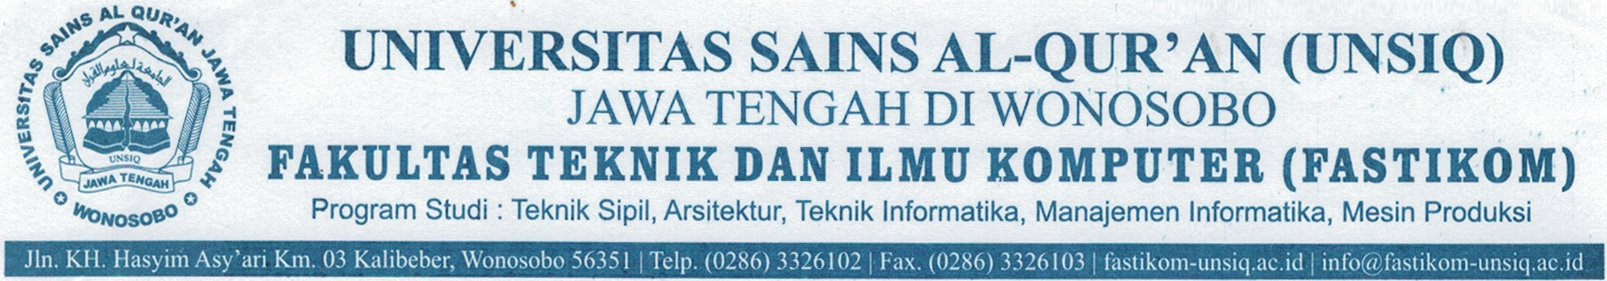 UNIVERSITAS SAINS AL QUR'AN JAWA TENGAH
الجامعة لعلوم القرآن
UNSIQ
JAWA TENGAH
WONOSOBO
UNIVERSITAS SAINS AL-QUR'AN (UNSIQ)
JAWA TENGAH DI WONOSOBO
FAKULTAS TEKNIK DAN ILMU KOMPUTER (FASTIKOM)
Program Studi : Teknik Sipil, Arsitektur, Teknik Informatika, Manajemen Informatika, Mesin Produksi
Jln. KH. Hasyim Asy'ari Km. 03 Kalibeber, Wonosobo 56351 | Telp. (0286) 3326102 | Fax. (0286) 3326103 | fastikom-unsiq.ac.id | info@fastikom-unsiq.ac.id